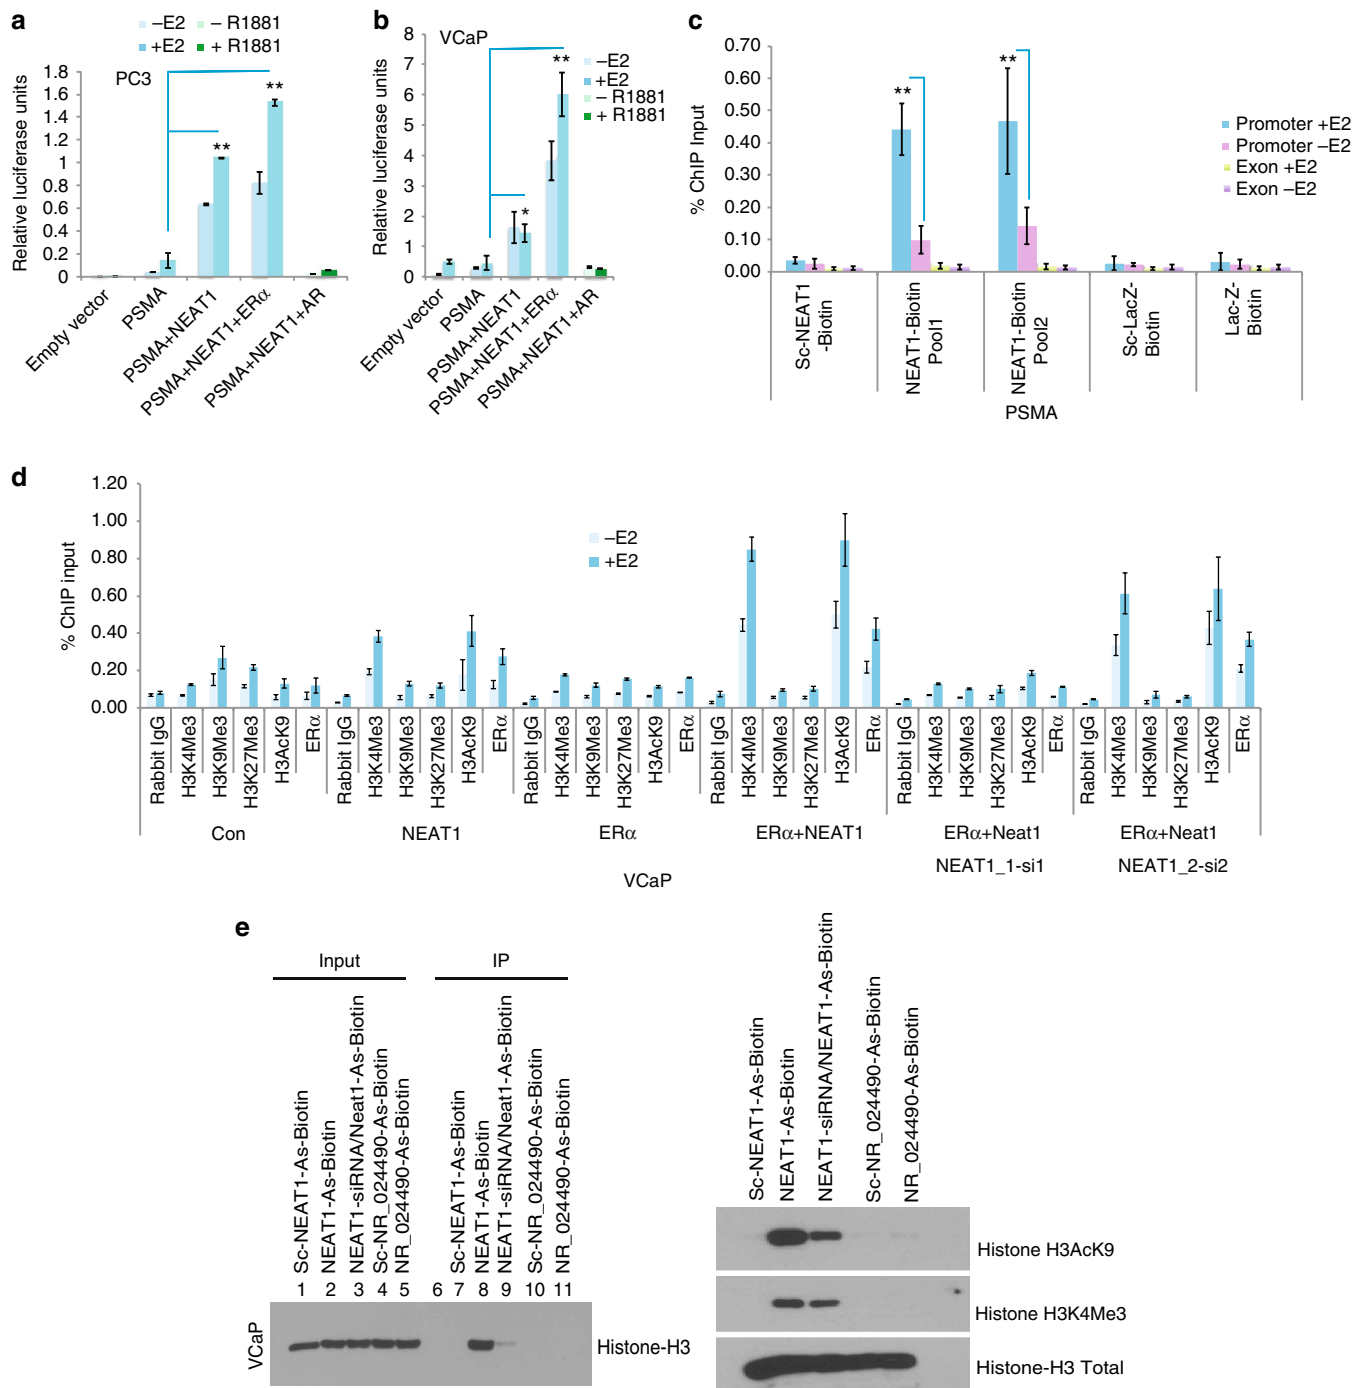 a
−E2 − R1881
+E2 + R1881
PC3
Relative luciferase units
1.8
1.6
1.4
1.2
1
0.8
0.6
0.4
0.2
0
**
**
Empty vector
PSMA
PSMA+NEAT1
PSMA+NEAT1+ERα
PSMA+NEAT1+AR
b
VCaP
−E2
+E2
− R1881
+ R1881
Relative luciferase units
8
7
6
5
4
3
2
1
0
*
**
Empty vector
PSMA
PSMA+NEAT1
PSMA+NEAT1+ERα
PSMA+NEAT1+AR
c
% ChIP Input
0.70
0.60
0.50
0.40
0.30
0.20
0.10
0.00
**
**
Promoter +E2
Promoter −E2
Exon +E2
Exon −E2
Sc-NEAT1
-Biotin
NEAT1-Biotin
Pool1
NEAT1-Biotin
Pool2
Sc-LacZ-
Biotin
Lac-Z-
Biotin
PSMA
d
% ChIP input
1.20
1.00
0.80
0.60
0.40
0.20
0.00
−E2
+E2
Rabbit IgG
H3K4Me3
H3K9Me3
H3K27Me3
H3AcK9
ERα
Rabbit IgG
H3K4Me3
H3K9Me3
H3K27Me3
H3AcK9
ERα
Rabbit IgG
H3K4Me3
H3K9Me3
H3K27Me3
H3AcK9
ERα
Rabbit IgG
H3K4Me3
H3K9Me3
H3K27Me3
H3AcK9
ERα
Rabbit IgG
H3K4Me3
H3K9Me3
H3K27Me3
H3AcK9
ERα
Rabbit IgG
H3K4Me3
H3K9Me3
H3K27Me3
H3AcK9
ERα
Con NEAT1 ERα ERα+NEAT1 ERα+Neat1 ERα+Neat1
NEAT1_1-si1 NEAT1_2-si2
VCaP
e
Input IP
Sc-NEAT1-As-Biotin
NEAT1-As-Biotin
NEAT1-siRNA/Neat1-As-Biotin
Sc-NR_024490-As-Biotin
NR_024490-As-Biotin
Sc-NEAT1-As-Biotin
NEAT1-As-Biotin
NEAT1-siRNA/Neat1-As-Biotin
Sc-NR_024490-As-Biotin
NR_024490-As-Biotin
1 2 3 4 5 6 7 8 9 10 11
VCaP
Histone-H3
Sc-NEAT1-As-Biotin
NEAT1-As-Biotin
NEAT1-siRNA/NEAT1-As-Biotin
Sc-NR_024490-As-Biotin
NR_024490-As-Biotin
Histone H3AcK9
Histone H3K4Me3
Histone-H3 Total